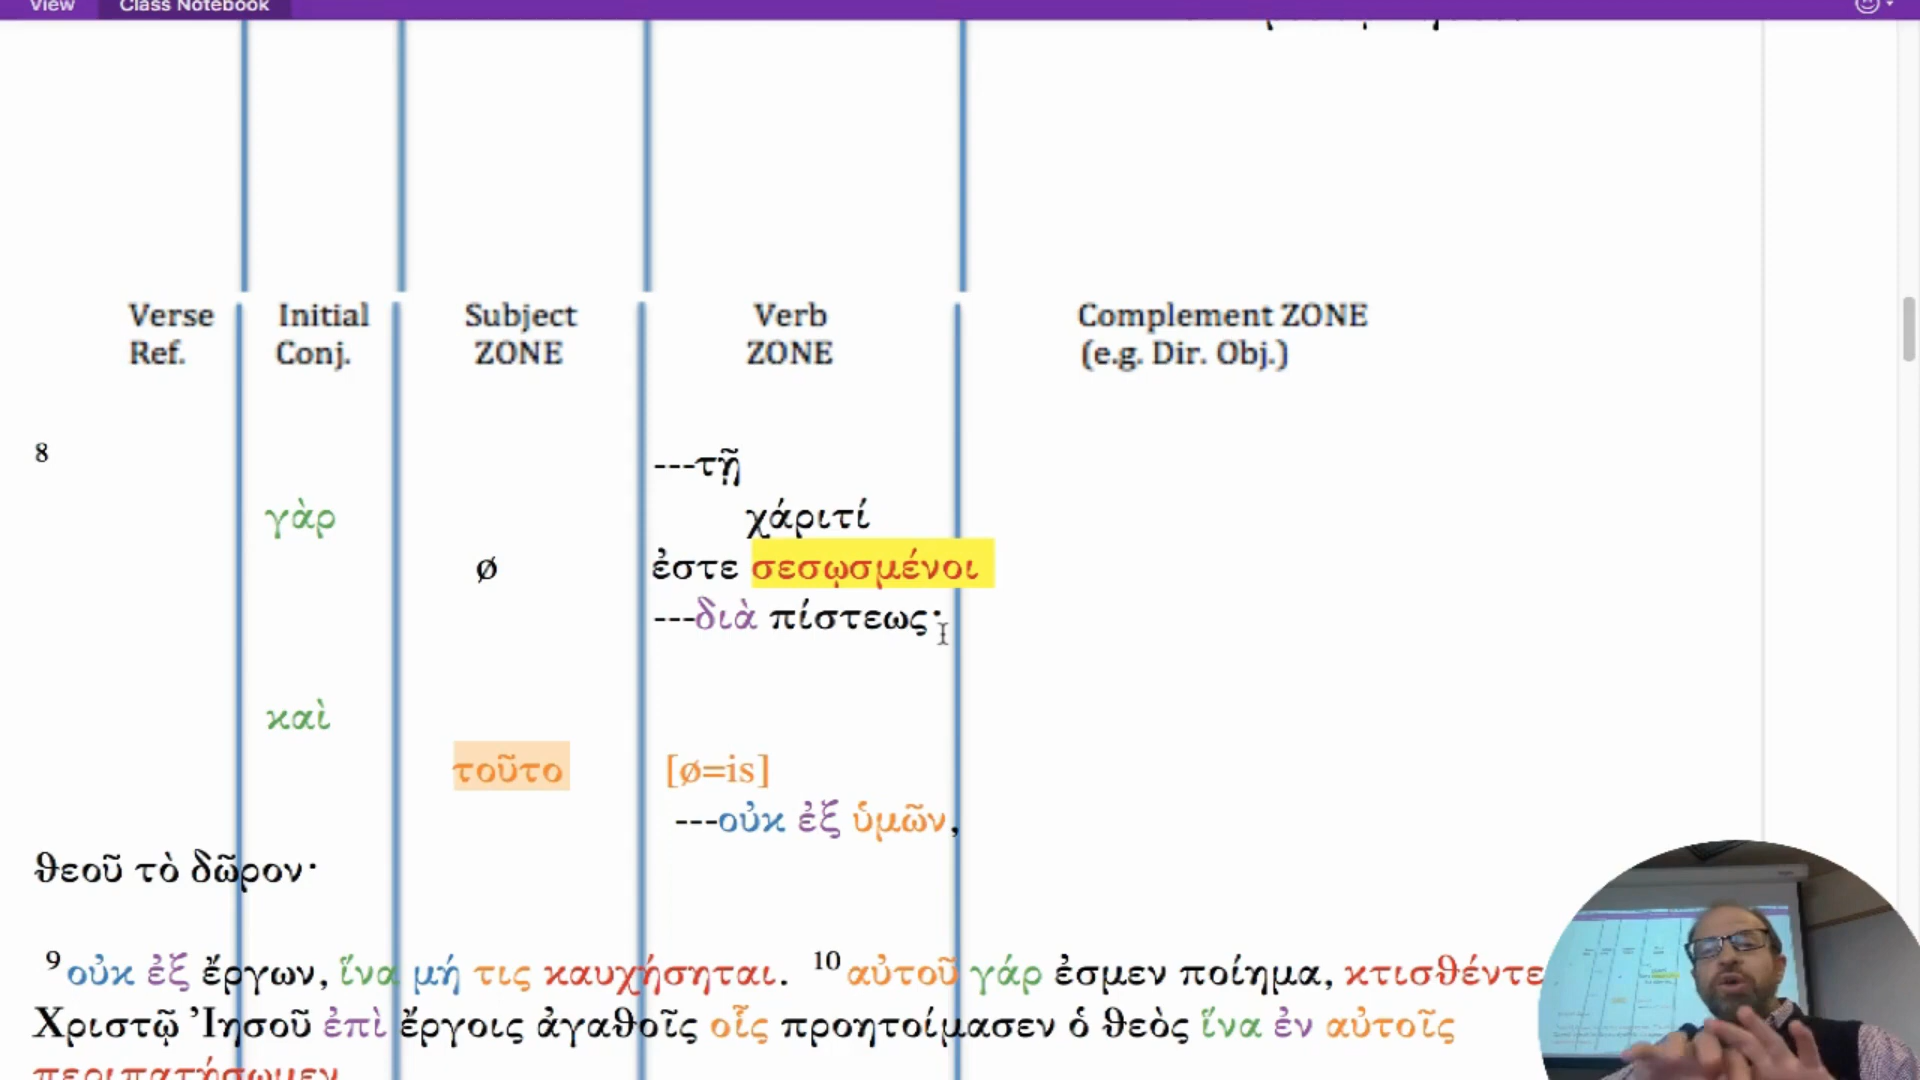 View Class Notebook
Verse Initial Subject Verb Complement ZONE
Ref. Conj. ZONE ZONE (e.g. Dir. Obj.)
8 ---τῇ
γὰρ χάριτί
ø ἐστε σεσῳσμένοι
---διὰ πίστεως·
καὶ
τοῦτο [ø=is]
---οὐκ ἐξ ὑμῶν,
θεοῦ τὸ δῶρον·
9 οὐκ ἐξ ἔργων, ἵνα μή τις καυχήσηται. 10 αὐτοῦ γάρ ἐσμεν ποίημα, κτισθέντε
Χριστῷ Ἰησοῦ ἐπὶ ἔργοις ἀγαθοῖς οἷς προητοίμασεν ὁ θεὸς ἵνα ἐν αὐτοῖς
περιπατήσωμεν